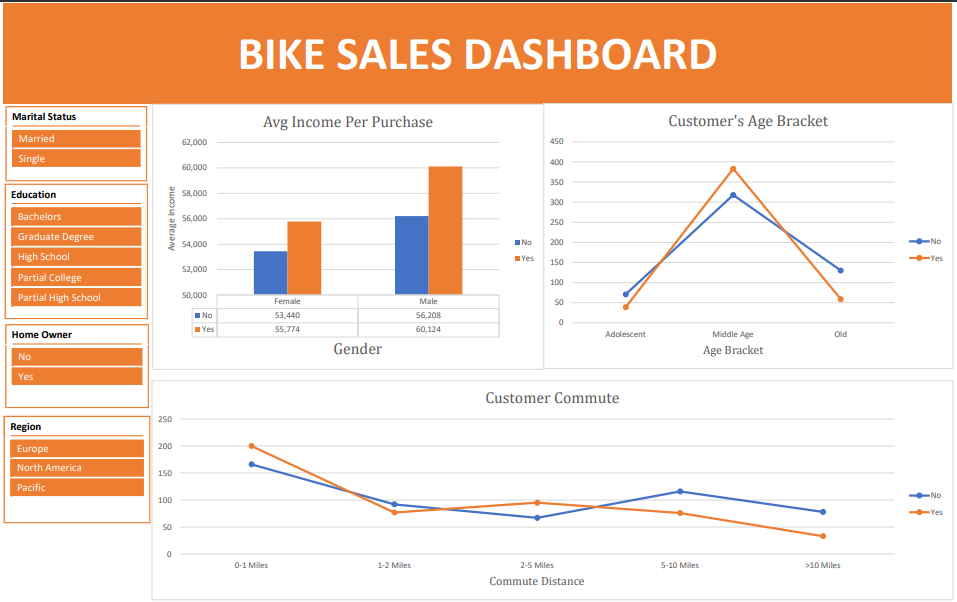 BIKE SALES DASHBOARD
Marital Status
Married
Single
Education
Bachelors
Graduate Degree
High School
Partial College
Partial High School
Home Owner
No
Yes
Region
Europe
North America
Pacific
Avg Income Per Purchase
62,000
60,000
58,000
56,000
54,000
52,000
50,000
Average Income
Female Male
No 53,440 56,208
Yes 55,774 60,124
Gender
No
Yes
Customer's Age Bracket
450
400
350
300
250
200
150
100
50
0
Adolescent Middle Age Old
Age Bracket
No
Yes
Customer Commute
250
200
150
100
50
0
0-1 Miles 1-2 Miles 2-5 Miles 5-10 Miles >10 Miles
Commute Distance
No
Yes